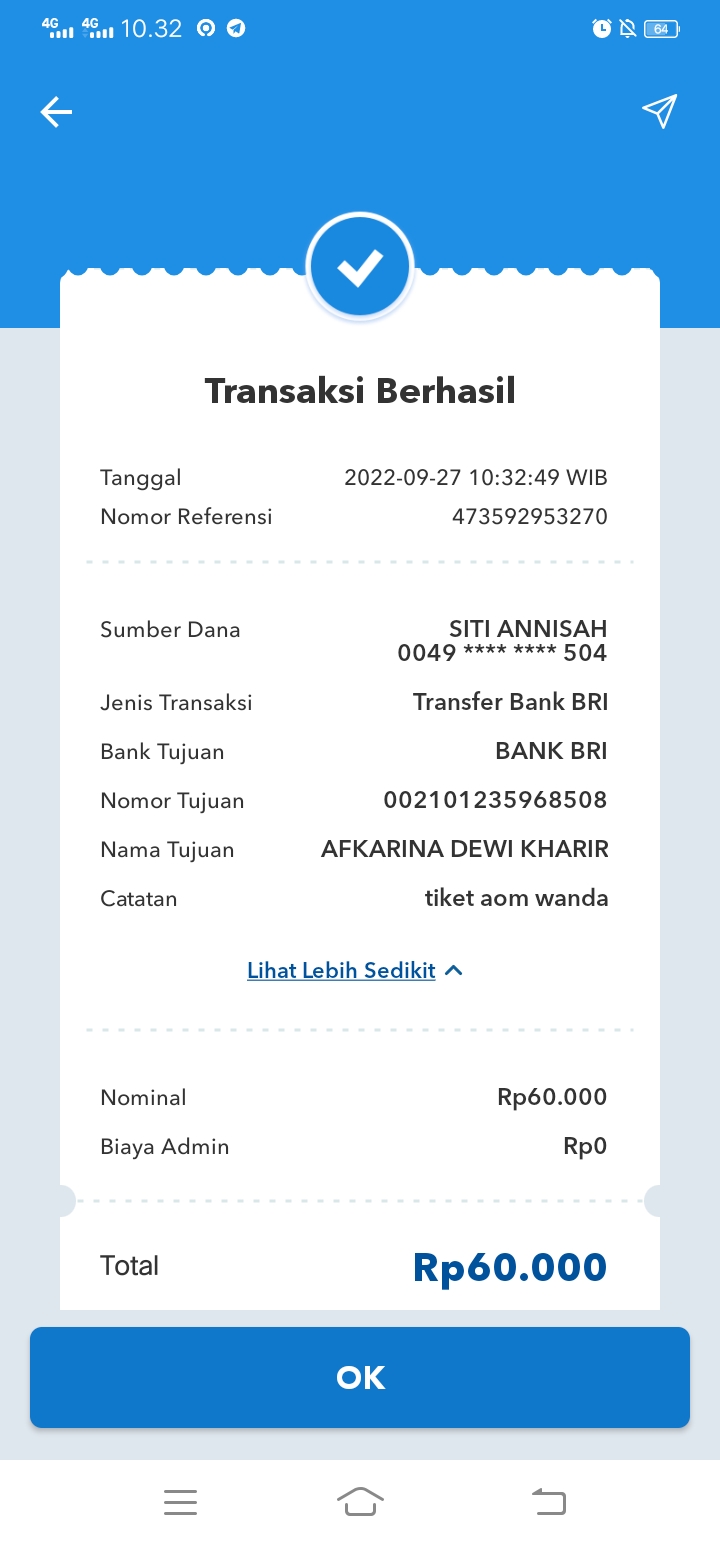 4G 4G 10.32 64
Transaksi Berhasil
Tanggal 2022-09-27 10:32:49 WIB
Nomor Referensi 473592953270
Sumber Dana SITI ANNISAH
0049 **** **** 504
Jenis Transaksi Transfer Bank BRI
Bank Tujuan BANK BRI
Nomor Tujuan 002101235968508
Nama Tujuan AFKARINA DEWI KHARIR
Catatan tiket aom wanda
Lihat Lebih Sedikit
Nominal Rp60.000
Biaya Admin Rp0
Total Rp60.000
OK